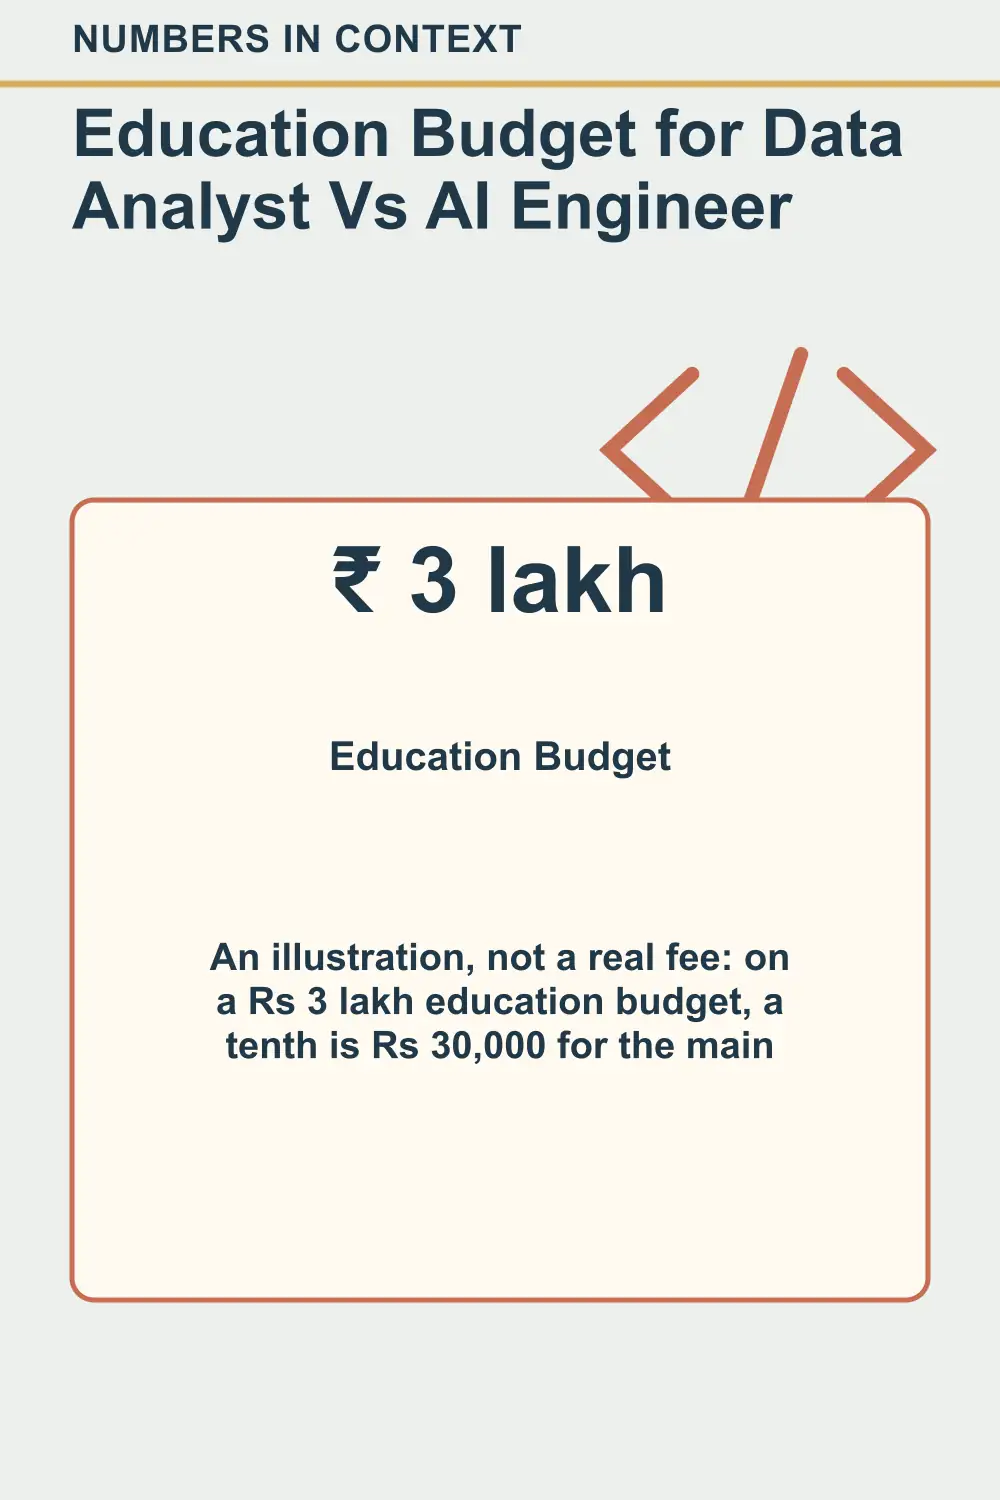 NUMBERS IN CONTEXT
Education Budget for Data
Analyst Vs AI Engineer
₹ 3 lakh
Education Budget
An illustration, not a real fee: on
a Rs 3 lakh education budget, a
tenth is Rs 30,000 for the main